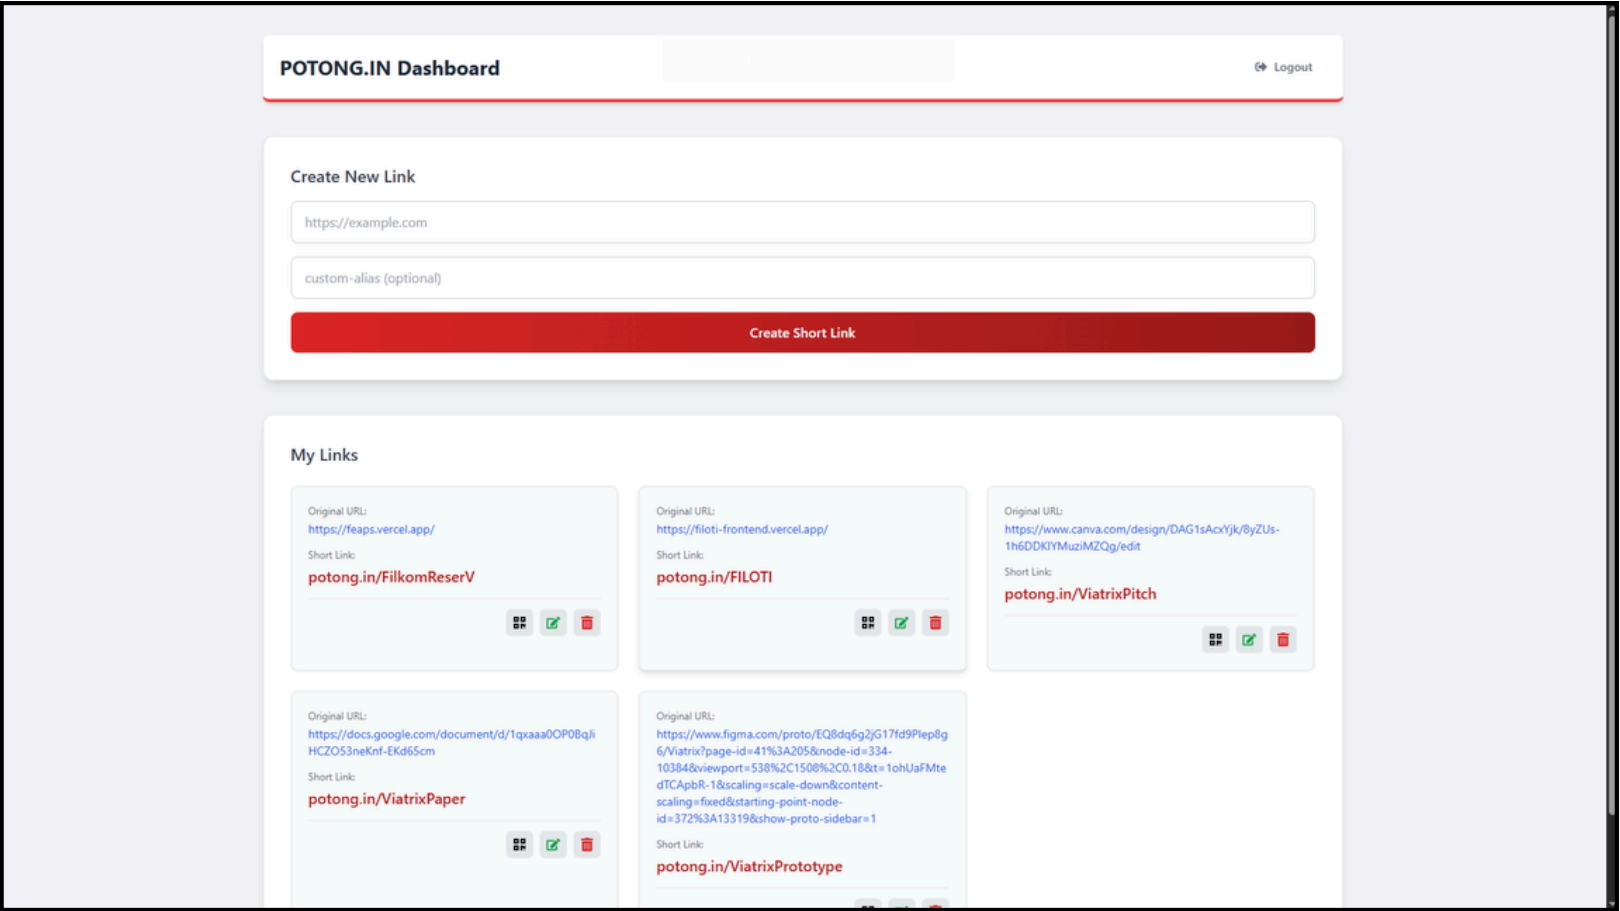 POTONG.IN Dashboard
Logout
Create New Link
https://example.com
custom-alias (optional)
Create Short Link
My Links
Original URL:
https://feaps.vercel.app/
Short Link:
potong.in/FilkomReserV
Original URL:
https://filoti-frontend.vercel.app/
Short Link:
potong.in/FILOTI
Original URL:
https://www.canva.com/design/DAG1sAcxYjk/8yZUs-
1h6DDKIYMuziMZQg/edit
Short Link:
potong.in/ViatrixPitch
Original URL:
https://docs.google.com/document/d/1qxaaa0OP0BqJi
HCZO53neKnf-EKd65cm
Short Link:
potong.in/ViatrixPaper
Original URL:
https://www.figma.com/proto/EQ8dq6g2jG17fd9Plep8g
6/Viatrix?page-id=41%3A205&node-id=334-
10384&viewport=538%2C1508%2C0.18&t=1ohUaFMte
dTCApbR-1&scaling=scale-down&content-
scaling=fixed&starting-point-node-
id=372%3A13319&show-proto-sidebar=1
Short Link:
potong.in/ViatrixPrototype